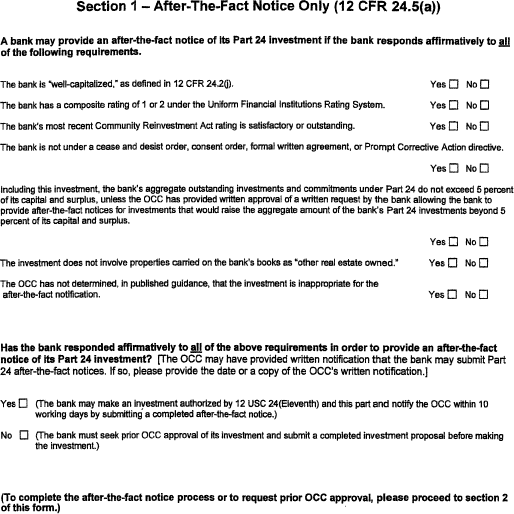 Section 1 – After-The-Fact Notice Only (12 CFR 24.5(a))
A bank may provide an after-the-fact notice of its Part 24 investment if the bank responds affirmatively to all
of the following requirements.
The bank is "well-capitalized," as defined in 12 CFR 24.2(j). Yes ☐ No ☐
The bank has a composite rating of 1 or 2 under the Uniform Financial Institutions Rating System. Yes ☐ No ☐
The bank's most recent Community Reinvestment Act rating is satisfactory or outstanding. Yes ☐ No ☐
The bank is not under a cease and desist order, consent order, formal written agreement, or Prompt Corrective Action directive.
Yes ☐ No ☐
Including this investment, the bank's aggregate outstanding investments and commitments under Part 24 do not exceed 5 percent
of its capital and surplus, unless the OCC has provided written approval of a written request by the bank allowing the bank to
provide after-the-fact notices for investments that would raise the aggregate amount of the bank's Part 24 investments beyond 5
percent of its capital and surplus.
Yes ☐ No ☐
The investment does not involve properties carried on the bank's books as "other real estate owned." Yes ☐ No ☐
The OCC has not determined, in published guidance, that the investment is inappropriate for the
after-the-fact notification. Yes ☐ No ☐
Has the bank responded affirmatively to all of the above requirements in order to provide an after-the-fact
notice of its Part 24 investment? [The OCC may have provided written notification that the bank may submit Part
24 after-the-fact notices. If so, please provide the date or a copy of the OCC's written notification.]
Yes ☐ (The bank may make an investment authorized by 12 USC 24(Eleventh) and this part and notify the OCC within 10
working days by submitting a completed after-the-fact notice.)
No ☐ (The bank must seek prior OCC approval of its investment and submit a completed investment proposal before making
the investment.)
(To complete the after-the-fact notice process or to request prior OCC approval, please proceed to section 2
of this form.)